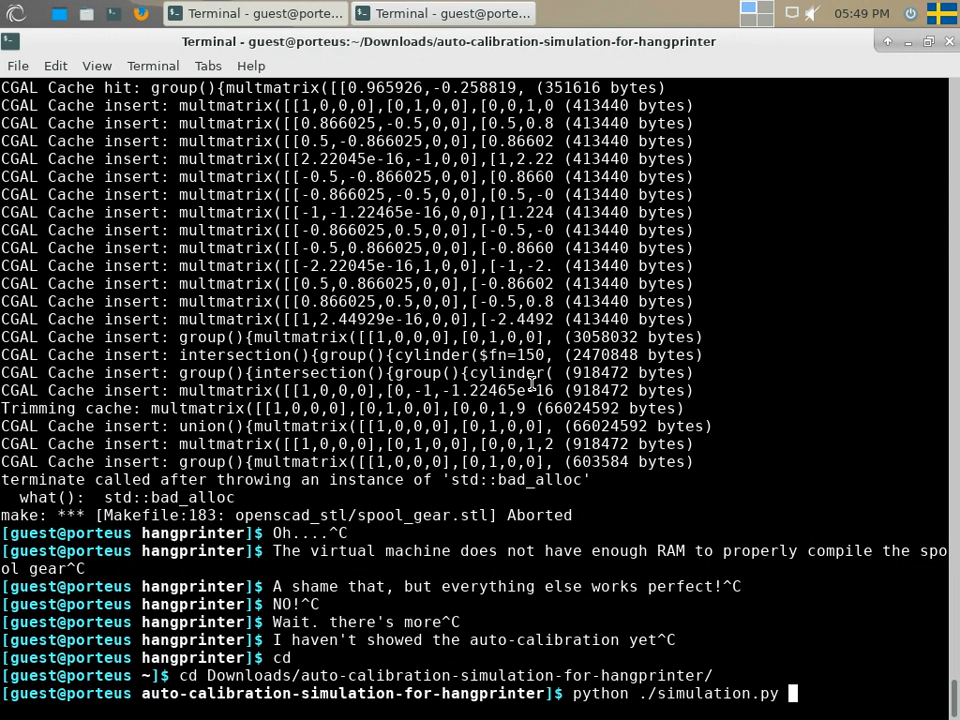 Terminal - guest@porte...
Terminal - guest@porte...
05:49 PM
Terminal - guest@porteus:~/Downloads/auto-calibration-simulation-for-hangprinter
File Edit View Terminal Tabs Help
CGAL Cache hit: group(){multmatrix([[0.965926,-0.258819, (351616 bytes)
CGAL Cache insert: multmatrix([[1,0,0,0],[0,1,0,0],[0,0,1,0 (413440 bytes)
CGAL Cache insert: multmatrix([[0.866025,-0.5,0,0],[0.5,0.8 (413440 bytes)
CGAL Cache insert: multmatrix([[0.5,-0.866025,0,0],[0.86602 (413440 bytes)
CGAL Cache insert: multmatrix([[2.22045e-16,-1,0,0],[1,2.22 (413440 bytes)
CGAL Cache insert: multmatrix([[-0.5,-0.866025,0,0],[0.8660 (413440 bytes)
CGAL Cache insert: multmatrix([[-0.866025,-0.5,0,0],[0.5,-0 (413440 bytes)
CGAL Cache insert: multmatrix([[-1,-1.22465e-16,0,0],[1.224 (413440 bytes)
CGAL Cache insert: multmatrix([[-0.866025,0.5,0,0],[-0.5,-0 (413440 bytes)
CGAL Cache insert: multmatrix([[-0.5,0.866025,0,0],[-0.8660 (413440 bytes)
CGAL Cache insert: multmatrix([[-2.22045e-16,1,0,0],[-1,-2. (413440 bytes)
CGAL Cache insert: multmatrix([[0.5,0.866025,0,0],[-0.86602 (413440 bytes)
CGAL Cache insert: multmatrix([[0.866025,0.5,0,0],[-0.5,0.8 (413440 bytes)
CGAL Cache insert: multmatrix([[1,2.44929e-16,0,0],[-2.4492 (413440 bytes)
CGAL Cache insert: group(){multmatrix([[1,0,0,0],[0,1,0,0], (3058032 bytes)
CGAL Cache insert: intersection(){group(){cylinder($fn=150, (2470848 bytes)
CGAL Cache insert: group(){intersection(){group(){cylinder( (918472 bytes)
CGAL Cache insert: multmatrix([[1,0,0,0],[0,-1,-1.22465e-16 (918472 bytes)
Trimming cache: multmatrix([[1,0,0,0],[0,1,0,0],[0,0,1,9 (66024592 bytes)
CGAL Cache insert: union(){multmatrix([[1,0,0,0],[0,1,0,0], (66024592 bytes)
CGAL Cache insert: multmatrix([[1,0,0,0],[0,1,0,0],[0,0,1,2 (918472 bytes)
CGAL Cache insert: group(){multmatrix([[1,0,0,0],[0,1,0,0], (603584 bytes)
terminate called after throwing an instance of 'std::bad_alloc'
what(): std::bad_alloc
make: *** [Makefile:183: openscad_stl/spool_gear.stl] Aborted
[guest@porteus hangprinter]$ Oh....^C
[guest@porteus hangprinter]$ The virtual machine does not have enough RAM to properly compile the spo
ol gear^C
[guest@porteus hangprinter]$ A shame that, but everything else works perfect!^C
[guest@porteus hangprinter]$ NO!^C
[guest@porteus hangprinter]$ Wait. there's more^C
[guest@porteus hangprinter]$ I haven't showed the auto-calibration yet^C
[guest@porteus hangprinter]$ cd
[guest@porteus ~]$ cd Downloads/auto-calibration-simulation-for-hangprinter/
[guest@porteus auto-calibration-simulation-for-hangprinter]$ python ./simulation.py